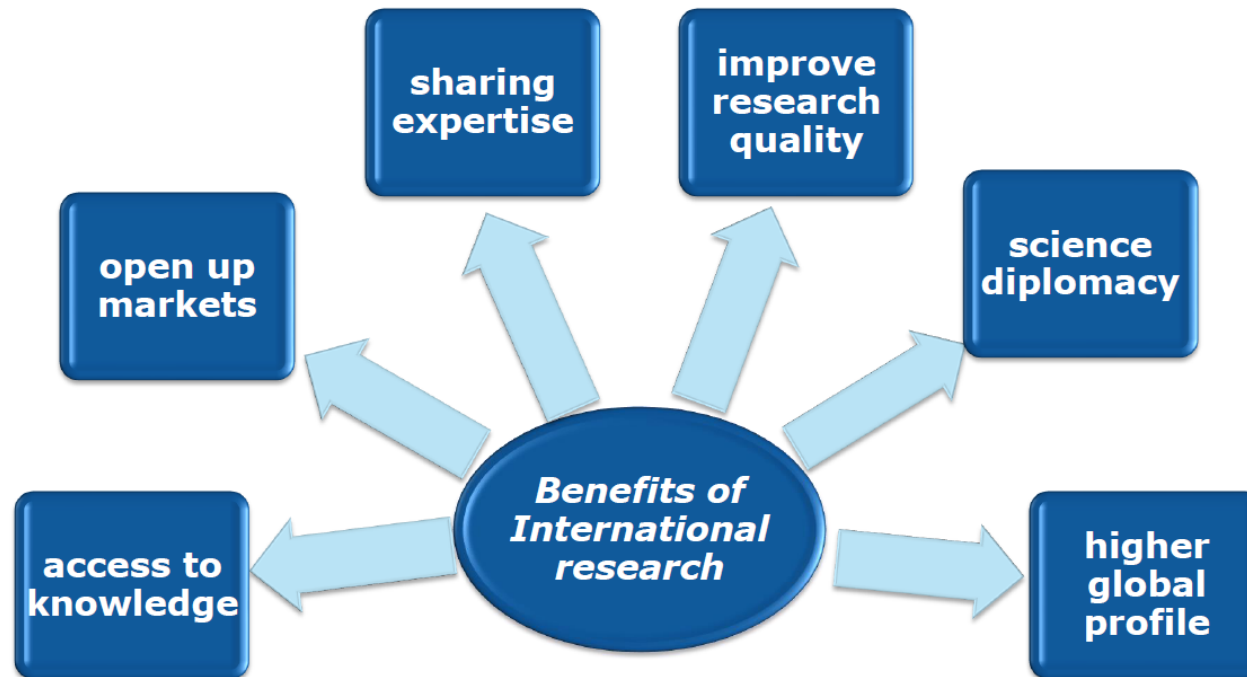 sharing
expertise
improve
research
quality
open up
markets
science
diplomacy
access to
knowledge
Benefits of
International
research
higher
global
profile